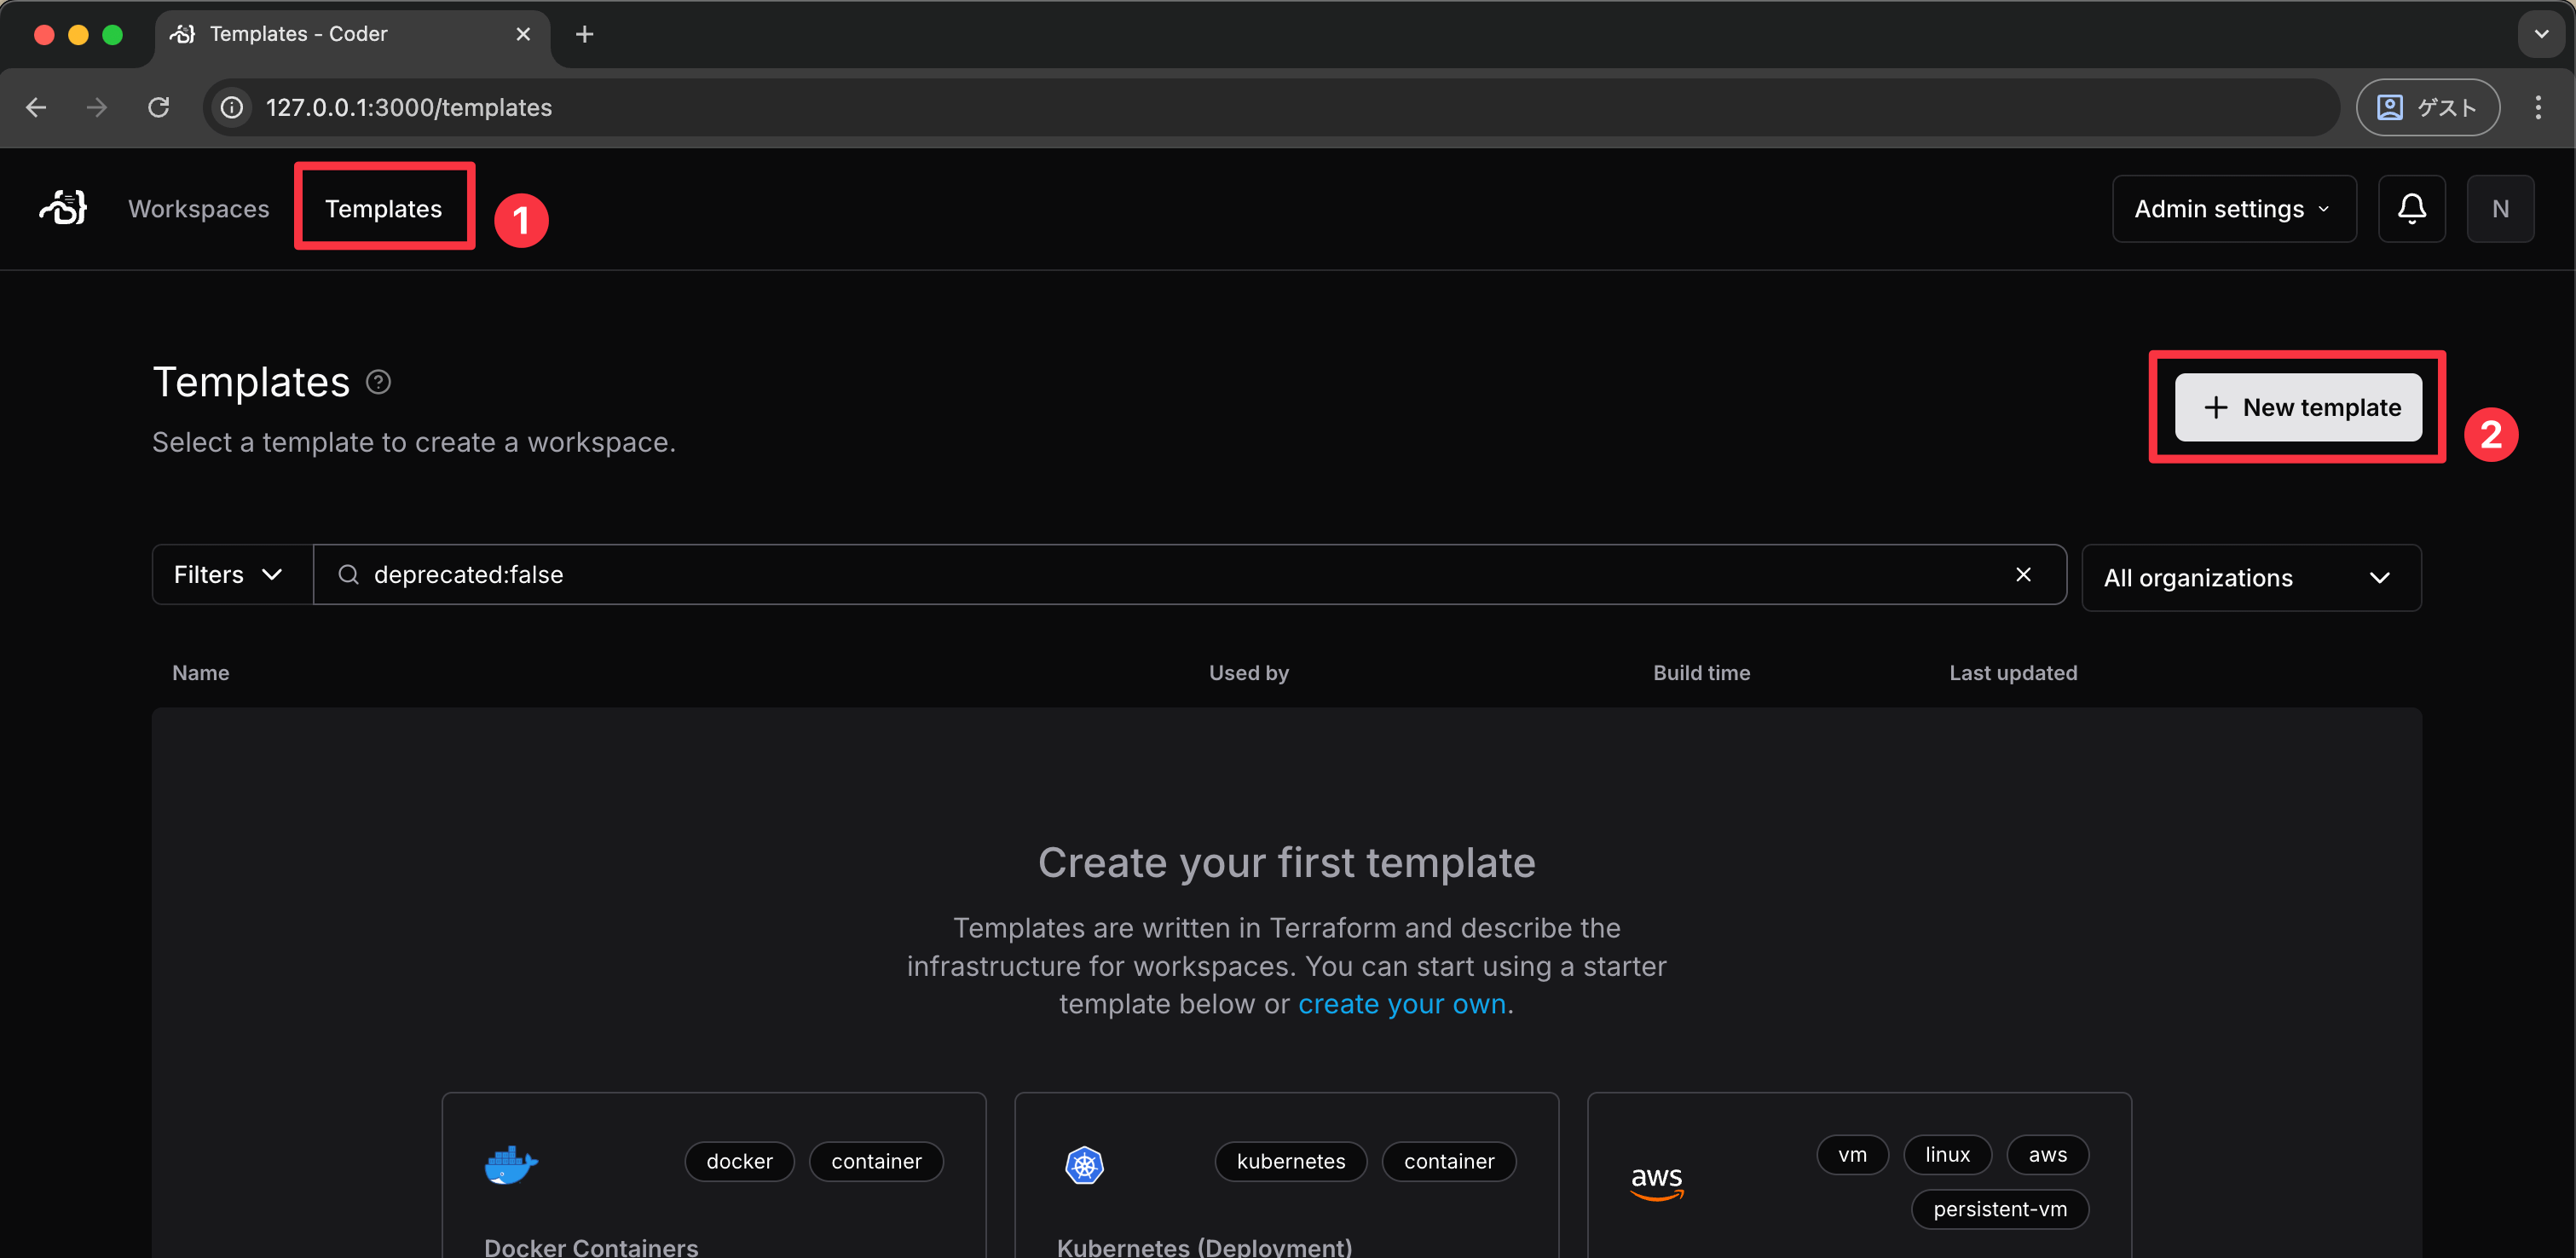 Templates - Coder
127.0.0.1:3000/templates
ゲスト
Workspaces
Templates
1
Admin settings
N
Templates
Select a template to create a workspace.
New template
2
Filters
deprecated:false
All organizations
Name
Used by
Build time
Last updated
Create your first template
Templates are written in Terraform and describe the
infrastructure for workspaces. You can start using a starter
template below or create your own.
docker
container
kubernetes
container
vm
linux
aws
aws
persistent-vm
Docker Containers
Kubernetes (Deployment)